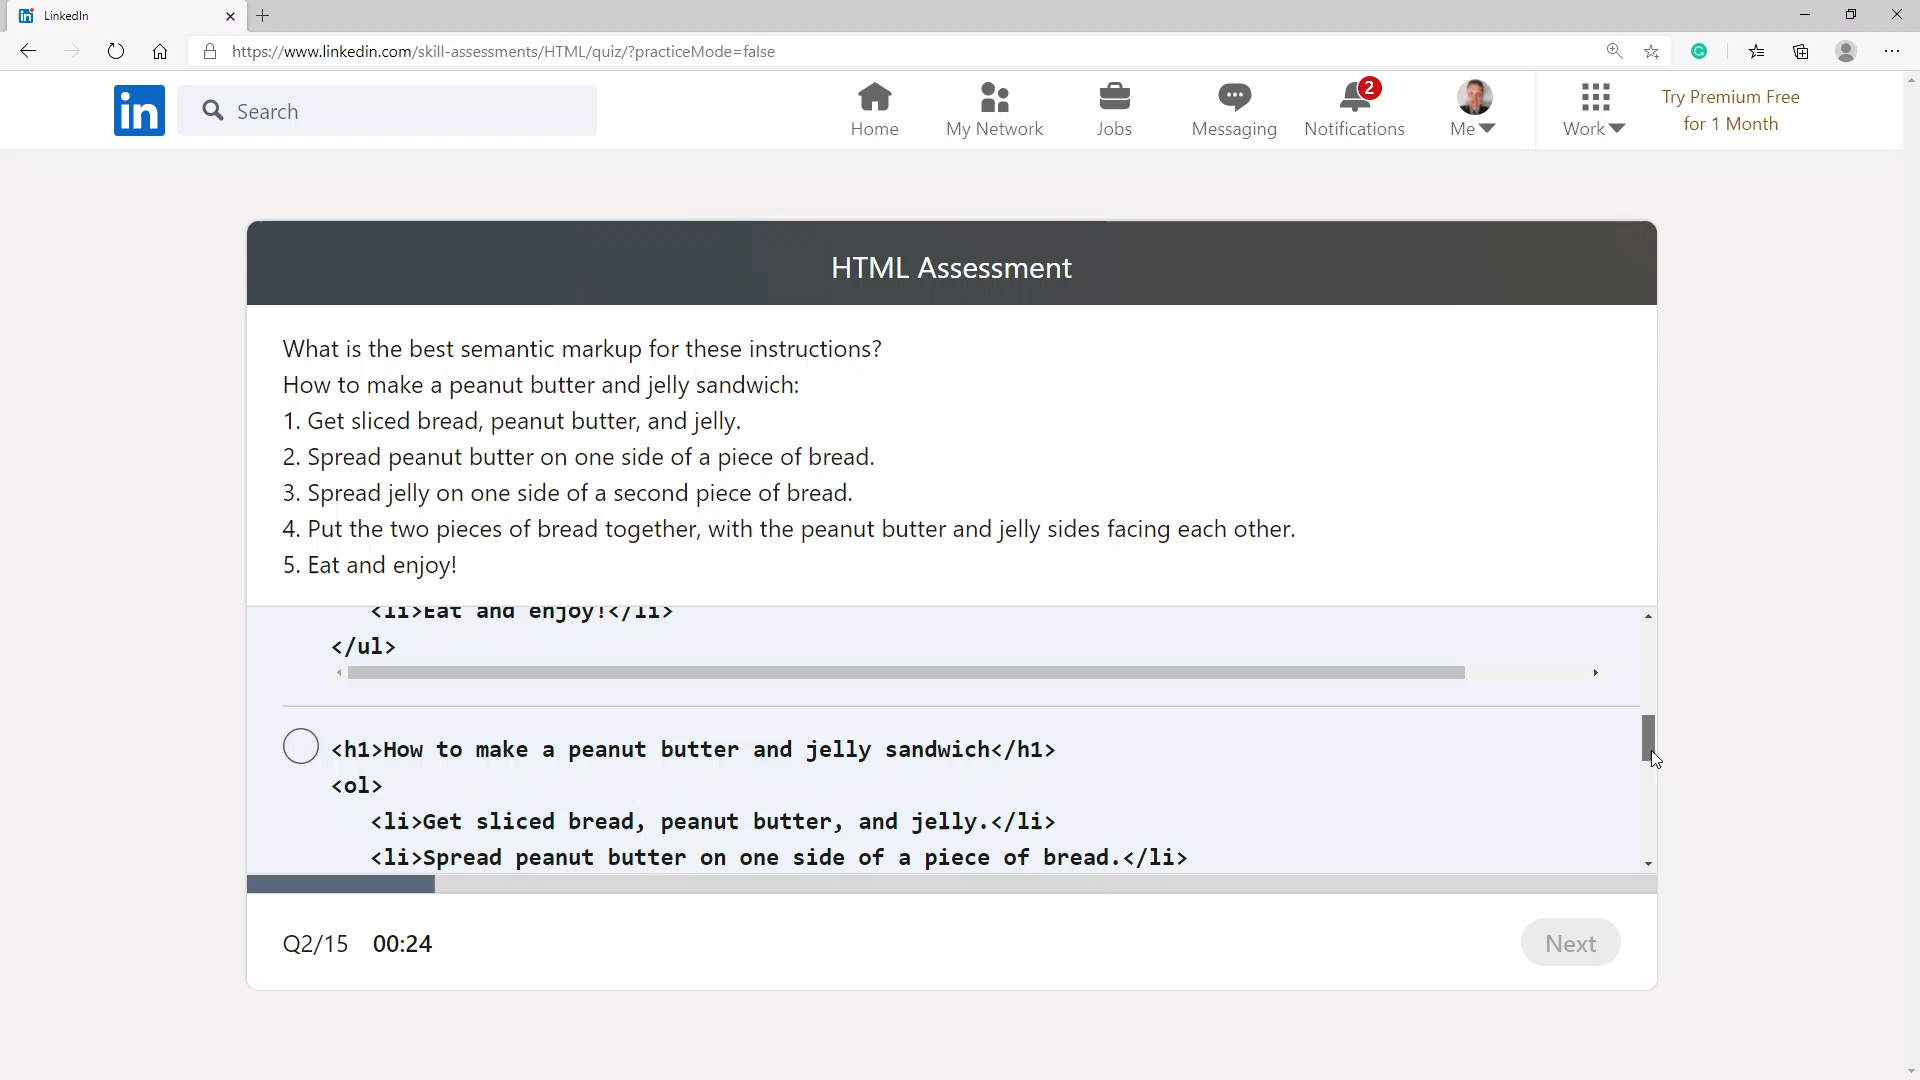 LinkedIn
https://www.linkedin.com/skill-assessments/HTML/quiz/?practiceMode=false
in
Search
Home
My Network
Jobs
Messaging
2
Notifications
Me
Work
Try Premium Free
for 1 Month
HTML Assessment
What is the best semantic markup for these instructions?
How to make a peanut butter and jelly sandwich:
1. Get sliced bread, peanut butter, and jelly.
2. Spread peanut butter on one side of a piece of bread.
3. Spread jelly on one side of a second piece of bread.
4. Put the two pieces of bread together, with the peanut butter and jelly sides facing each other.
5. Eat and enjoy!
<li>Eat and enjoy!</li>
</ul>
<h1>How to make a peanut butter and jelly sandwich</h1>
<ol>
<li>Get sliced bread, peanut butter, and jelly.</li>
<li>Spread peanut butter on one side of a piece of bread.</li>
Q2/15 00:24
Next